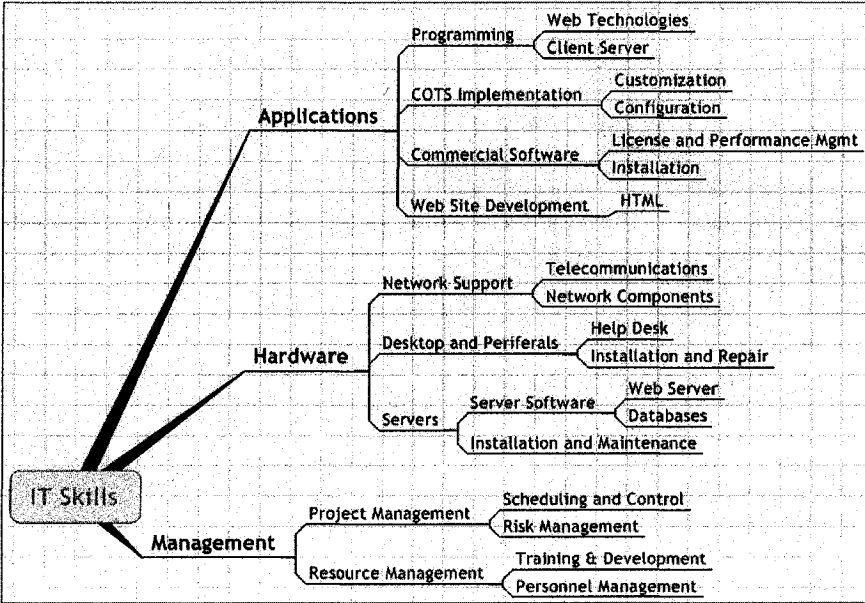 Web Technologies
Programming
Client Server
Customization
COTS Implementation
Configuration
Applications
License and Performance Mgmt
Commercial Software
Installation
Web Site Development
HTML
Telecommunications
Network Support
Network Components
Help Desk
Desktop and Periferals
Installation and Repair
Hardware
Web Server
Server Software
Databases
Servers
Installation and Maintenance
IT Skills
Scheduling and Control
Project Management
Risk Management
Management
Training & Development
Resource Management
Personnel Management